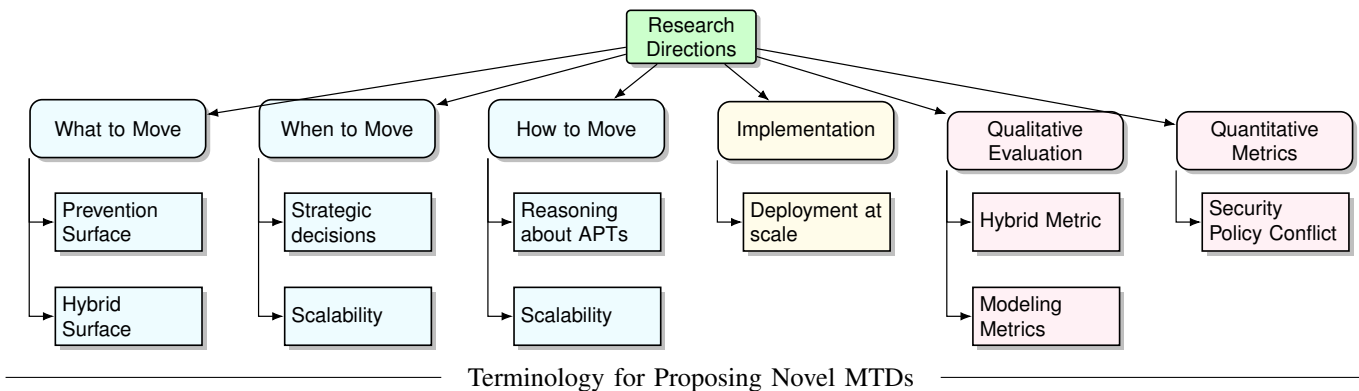 Research
Directions
What to Move
When to Move
How to Move
Implementation
Qualitative
Evaluation
Quantitative
Metrics
Prevention
Surface
Strategic
decisions
Reasoning
about APTs
Deployment at
scale
Hybrid Metric
Security
Policy Conflict
Hybrid
Surface
Scalability
Scalability
Modeling
Metrics
Terminology for Proposing Novel MTDs